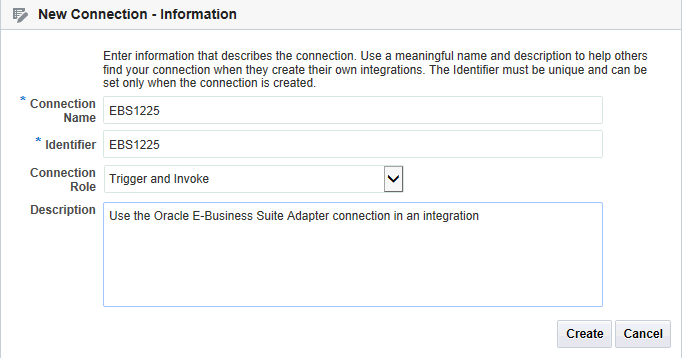 New Connection - Information
Enter information that describes the connection. Use a meaningful name and description to help others
find your connection when they create their own integrations. The Identifier must be unique and can be
set only when the connection is created.
* Connection
Name
EBS1225
* Identifier
EBS1225
Connection
Role
Trigger and Invoke
Description
Use the Oracle E-Business Suite Adapter connection in an integration
Create
Cancel